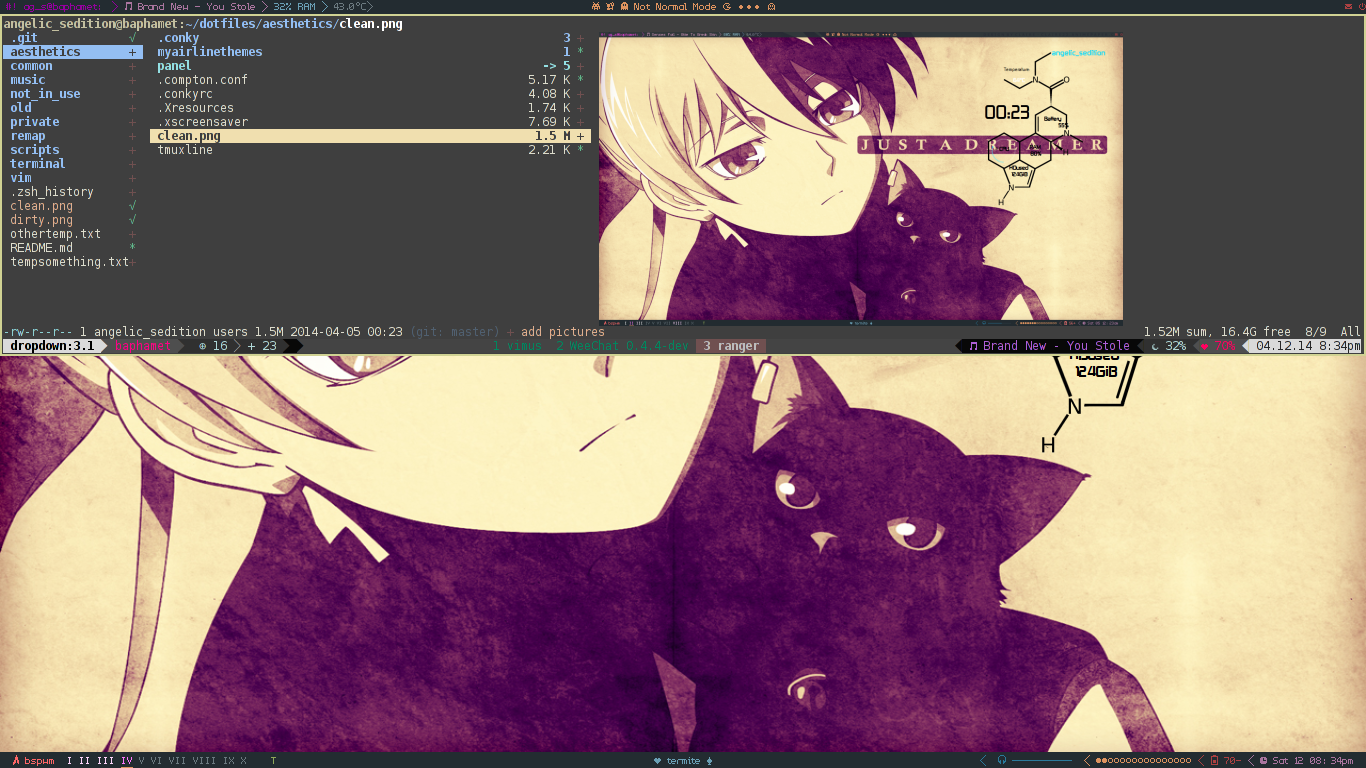 Brand New - You Stole 32% RAM 43.0°C Not Normal Mode
angelic_sedition@baphamet:~/dotfiles/aesthetics/clean.png
.git √ .conky 3 +
aesthetics + myairlinethemes 1 *
common + panel -> 5 +
music + .compton.conf 5.17 K *
not_in_use + .conkyrc 4.08 K +
old + .Xresources 1.74 K +
private + .xscreensaver 7.69 K +
remap + clean.png 1.5 M +
scripts + tmuxline 2.21 K *
terminal +
vim +
.zsh_history +
clean.png √
dirty.png √
othertemp.txt +
README.md *
tempsomething.txt+
angelic_sedition
Temperature
N O
00:23
Battery
JUST A DREAMER
N
H
-rw-r--r-- 1 angelic_sedition users 1.5M 2014-04-05 00:23 (git: master) + add pictures 1.52M sum, 16.4G free 8/9 All
dropdown:3.1 baphamet ⊕ 16 + 23 1 vimus 2 WeeChat 0.4.4-dev 3 ranger Brand New - You Stole 32% 70% 04.12.14 8:34pm
124GiB
N
H
bspwm I II III IV V VI VII VIII IX X T termite 70~ Sat 12 08: 34pm